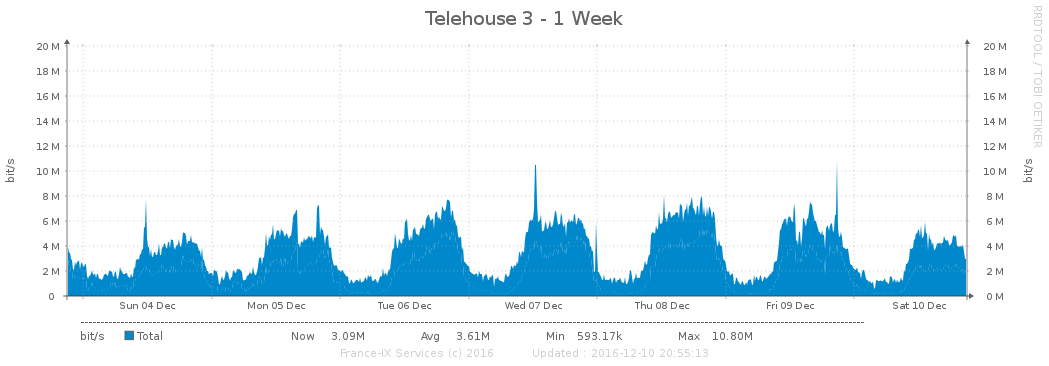 Telehouse 3 - 1 Week
RRDTOOL / TOBI OETIKER
bit/s
20 M
18 M
16 M
14 M
12 M
10 M
8 M
6 M
4 M
2 M
0
20 M
18 M
16 M
14 M
12 M
10 M
8 M
6 M
4 M
2 M
0 M
bit/s
Sun 04 Dec Mon 05 Dec Tue 06 Dec Wed 07 Dec Thu 08 Dec Fri 09 Dec Sat 10 Dec
bit/s Total Now 3.09M Avg 3.61M Min 593.17k Max 10.80M
France-IX Services (c) 2016 Updated : 2016-12-10 20:55:13